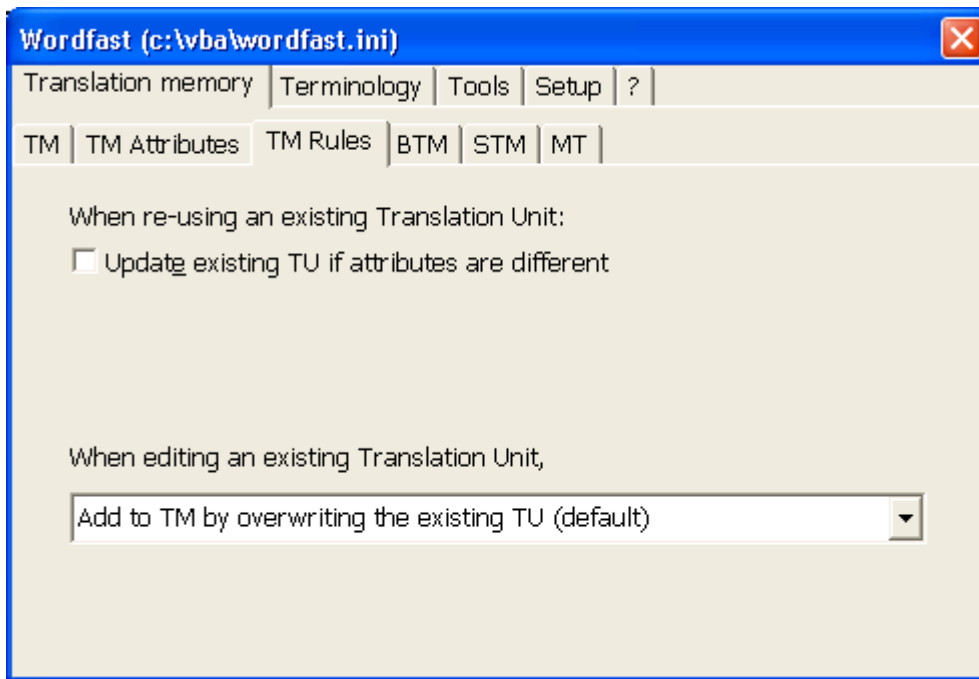 Wordfast (c:\vba\wordfast.ini)
Translation memory Terminology Tools Setup ?
TM TM Attributes TM Rules BTM STM MT
When re-using an existing Translation Unit:
Update existing TU if attributes are different
When editing an existing Translation Unit,
Add to TM by overwriting the existing TU (default)